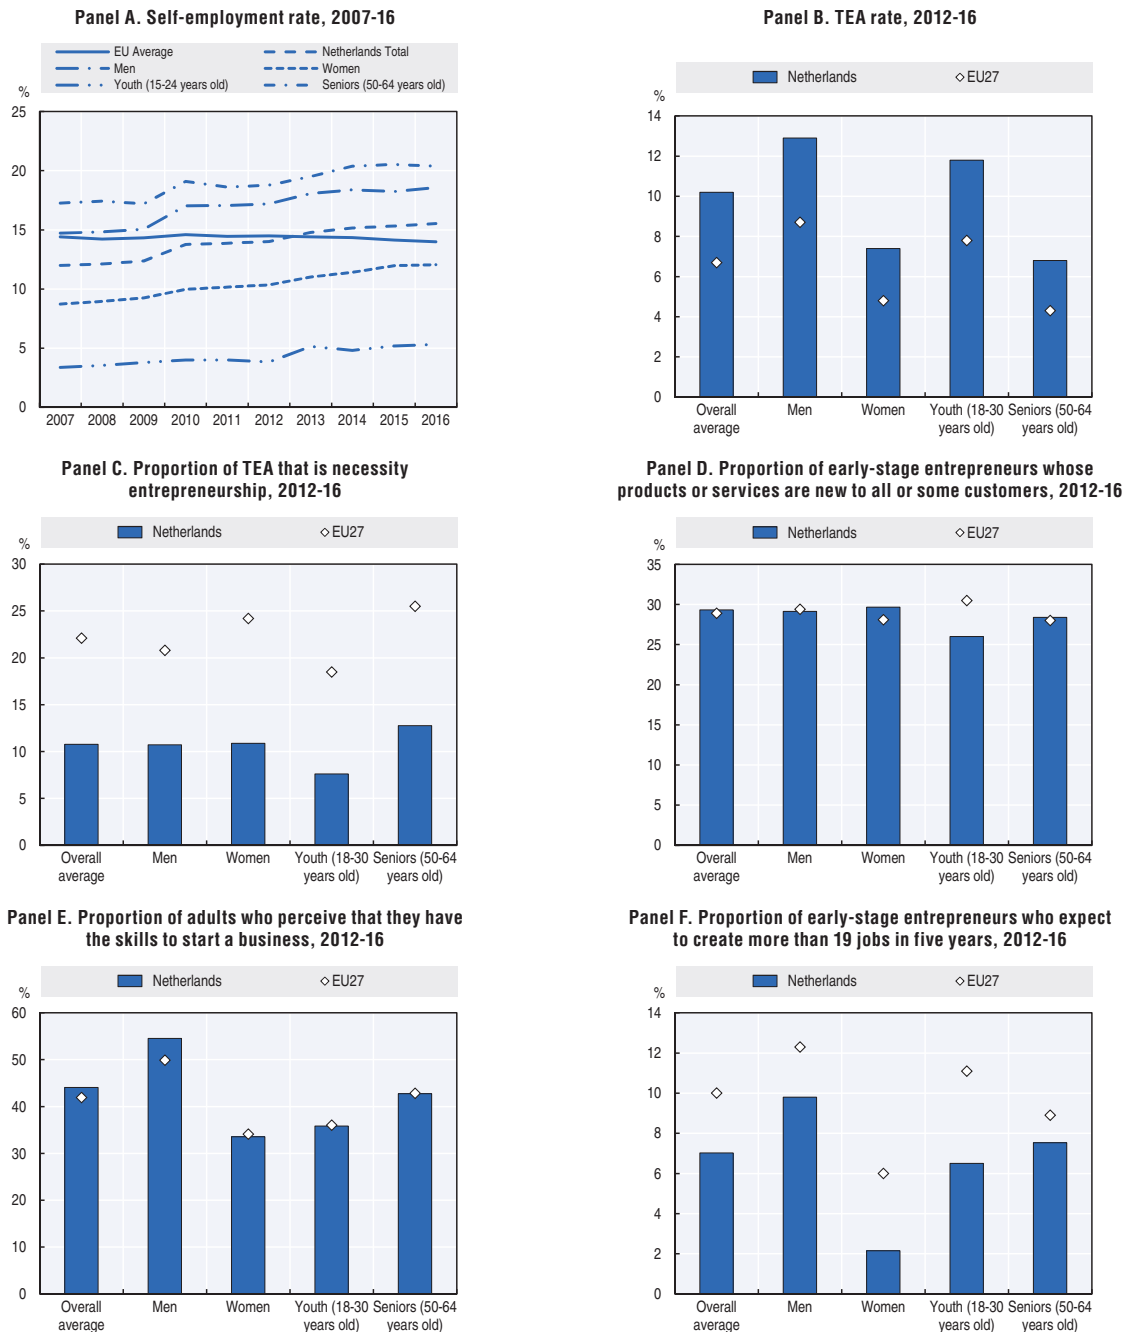 Panel A. Self-employment rate, 2007-16
EU Average
Netherlands Total
Men
Women
Youth (15-24 years old)
Seniors (50-64 years old)
%
25
20
15
10
5
0
2007 2008 2009 2010 2011 2012 2013 2014 2015 2016
Panel B. TEA rate, 2012-16
Netherlands
EU27
%
14
12
10
8
6
4
2
0
Overall average
Men
Women
Youth (18-30 years old)
Seniors (50-64 years old)
Panel C. Proportion of TEA that is necessity
entrepreneurship, 2012-16
Netherlands
EU27
%
30
25
20
15
10
5
0
Overall average
Men
Women
Youth (18-30 years old)
Seniors (50-64 years old)
Panel D. Proportion of early-stage entrepreneurs whose
products or services are new to all or some customers, 2012-16
Netherlands
EU27
%
35
30
25
20
15
10
5
0
Overall average
Men
Women
Youth (18-30 years old)
Seniors (50-64 years old)
Panel E. Proportion of adults who perceive that they have
the skills to start a business, 2012-16
Netherlands
EU27
%
60
50
40
30
20
10
0
Overall average
Men
Women
Youth (18-30 years old)
Seniors (50-64 years old)
Panel F. Proportion of early-stage entrepreneurs who expect
to create more than 19 jobs in five years, 2012-16
Netherlands
EU27
%
14
12
10
8
6
4
2
0
Overall average
Men
Women
Youth (18-30 years old)
Seniors (50-64 years old)